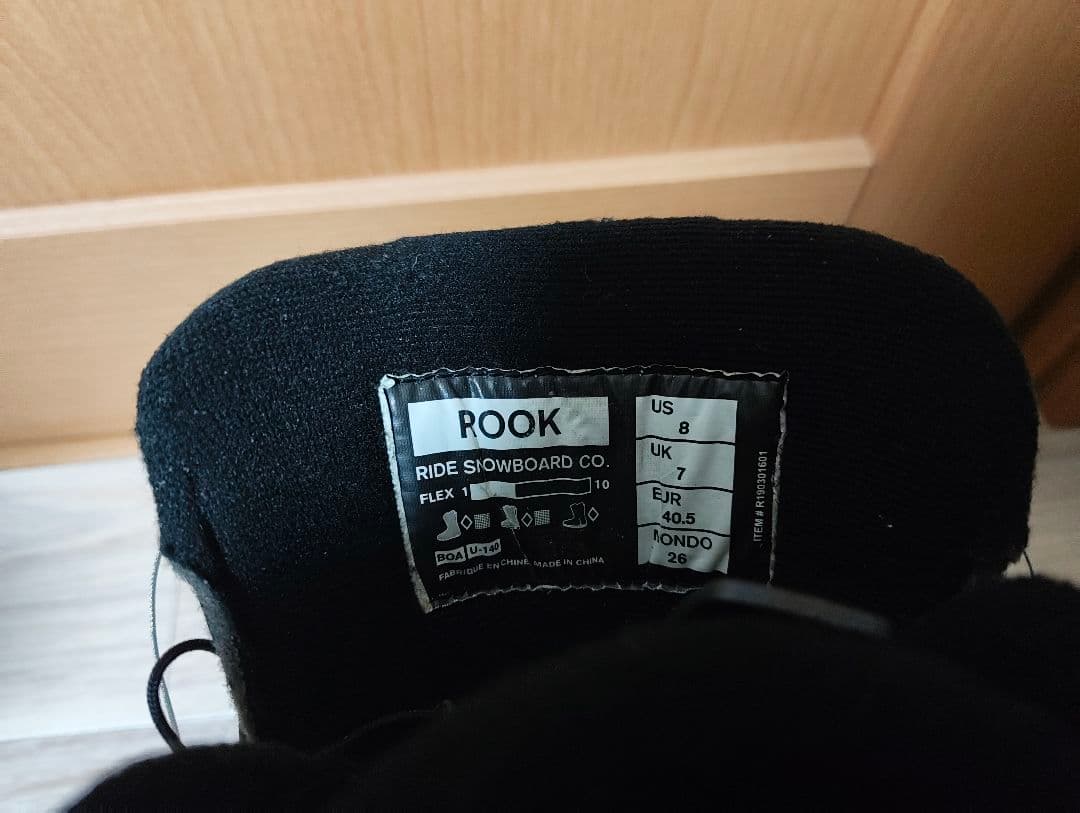 ROOK
RIDE SNOWBOARD CO.
FLEX 1 10
BOA U-140
FABRIQUE EN CHINE MADE IN CHINA
US
8
UK
7
EUR
40.5
MONDO
26
ITEM # R190301601